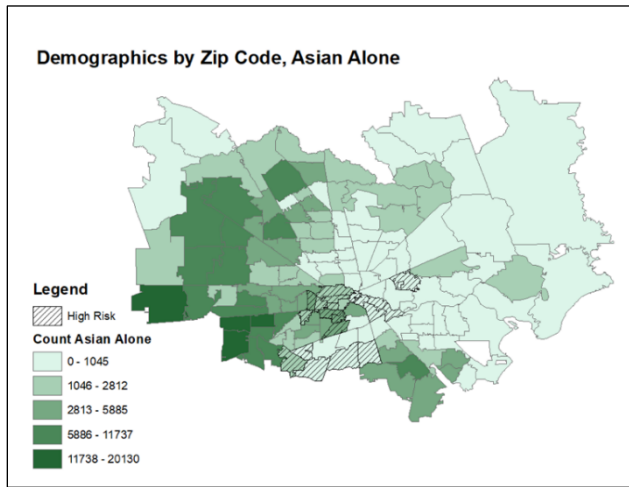 Demographics by Zip Code, Asian Alone
Legend
High Risk
Count Asian Alone
0 - 1045
1046 - 2812
2813 - 5885
5886 - 11737
11738 - 20130